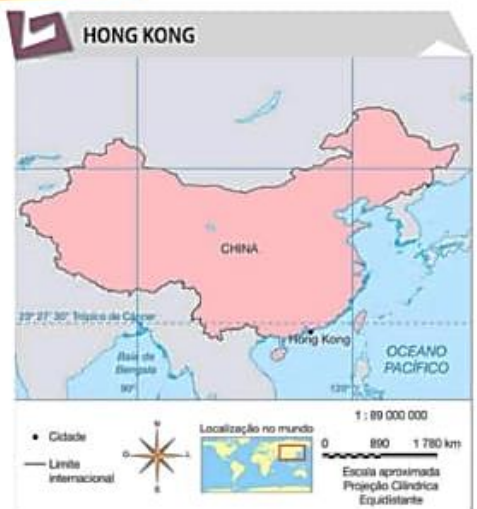 HONG KONG
CHINA
23° 27' 30" Trópico de Câncer
Hong Kong
Baía de
Bengala
OCEANO
PACÍFICO
90°
120°
1 : 89 000 000
Cidade
Limite
internacional
N
O
L
S
Localização no mundo
0 890 1 780 km
Escala aproximada
Projeção Cilíndrica
Equidistante